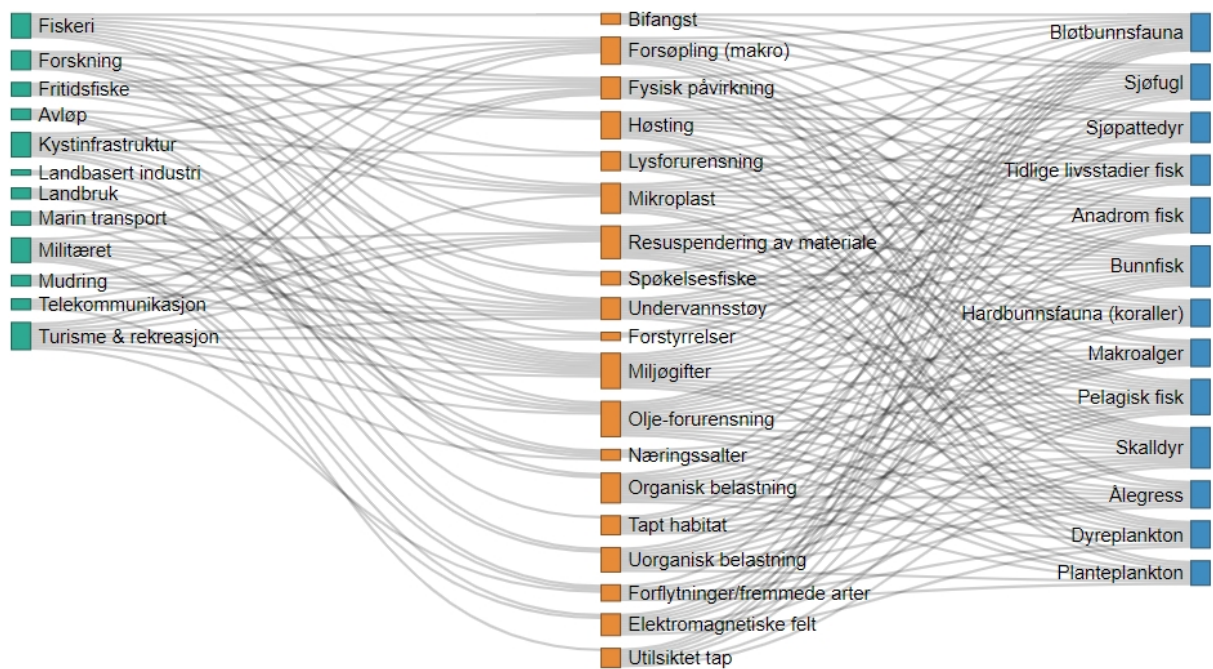 Fiskeri
Forskning
Fritidsfiske
Avløp
Kystinfrastruktur
Landbasert industri
Landbruk
Marin transport
Militæret
Mudring
Telekommunikasjon
Turisme & rekreasjon
Bifangst
Forsøpling (makro)
Fysisk påvirkning
Høsting
Lysforurensning
Mikroplast
Resuspendering av materiale
Spøkelsesfiske
Undervannsstøy
Forstyrrelser
Miljøgifter
Olje-forurensning
Næringssalter
Organisk belastning
Tapt habitat
Uorganisk belastning
Forflytninger/fremmede arter
Elektromagnetiske felt
Utilsiktet tap
Bløtbunnsfauna
Sjøfugl
Sjøpattedyr
Tidlige livsstadier fisk
Anadrom fisk
Bunnfisk
Hardbunnsfauna (koraller)
Makroalger
Pelagisk fisk
Skalldyr
Ålegress
Dyreplankton
Planteplankton